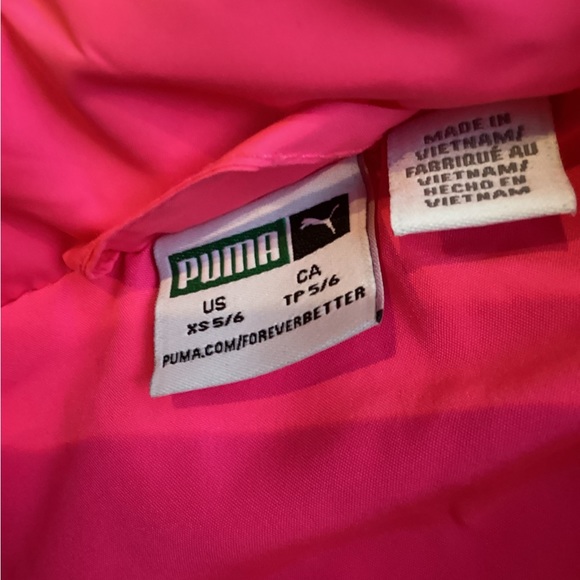 PUMA
US
XS 5/6
CA
TP 5/6
PUMA.COM/FOREVERBETTER
MADE IN
VIETNAM/
FABRIQUÉ AU
VIETNAM/
HECHO EN
VIETNAM